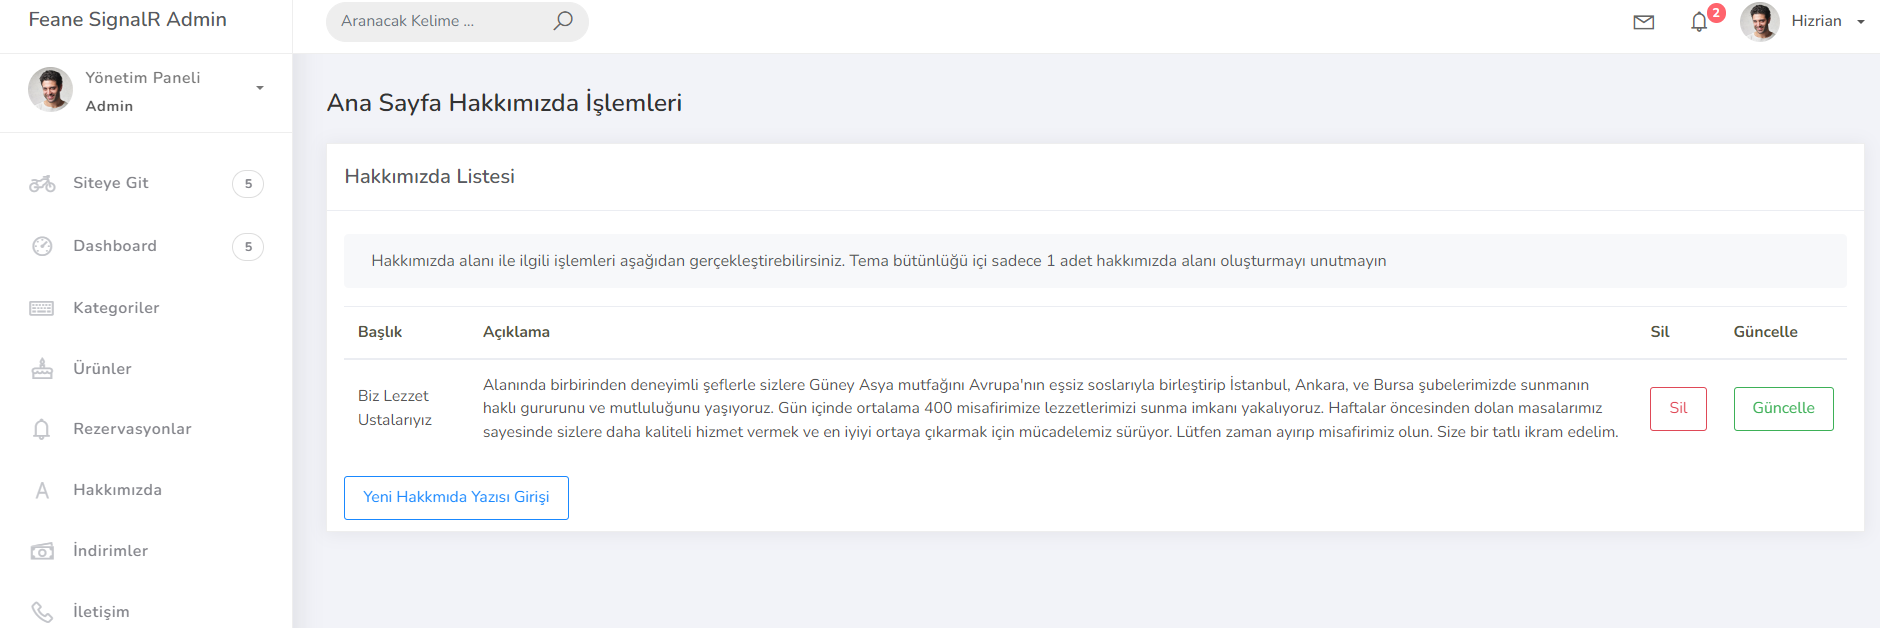 Feane SignalR Admin
Aranacak Kelime ...
2
Hizrian
Yönetim Paneli
Admin
Siteye Git
5
Dashboard
5
Kategoriler
Ürünler
Rezervasyonlar
Hakkımızda
İndirimler
İletişim
Ana Sayfa Hakkımızda İşlemleri
Hakkımızda Listesi
Hakkımızda alanı ile ilgili işlemleri aşağıdan gerçekleştirebilirsiniz. Tema bütünlüğü içi sadece 1 adet hakkımızda alanı oluşturmayı unutmayın
Başlık Açıklama Sil Güncelle
Biz Lezzet
Ustalarıyız
Alanında birbirinden deneyimli şeflerle sizlere Güney Asya mutfağını Avrupa'nın eşsiz soslarıyla birleştirip İstanbul, Ankara, ve Bursa şubelerimizde sunmanın
haklı gururunu ve mutluluğunu yaşıyoruz. Gün içinde ortalama 400 misafirimize lezzetlerimizi sunma imkanı yakalıyoruz. Haftalar öncesinden dolan masalarımız
sayesinde sizlere daha kaliteli hizmet vermek ve en iyiyi ortaya çıkarmak için mücadelemiz sürüyor. Lütfen zaman ayırıp misafirimiz olun. Size bir tatlı ikram edelim.
Sil
Güncelle
Yeni Hakkmıda Yazısı Girişi